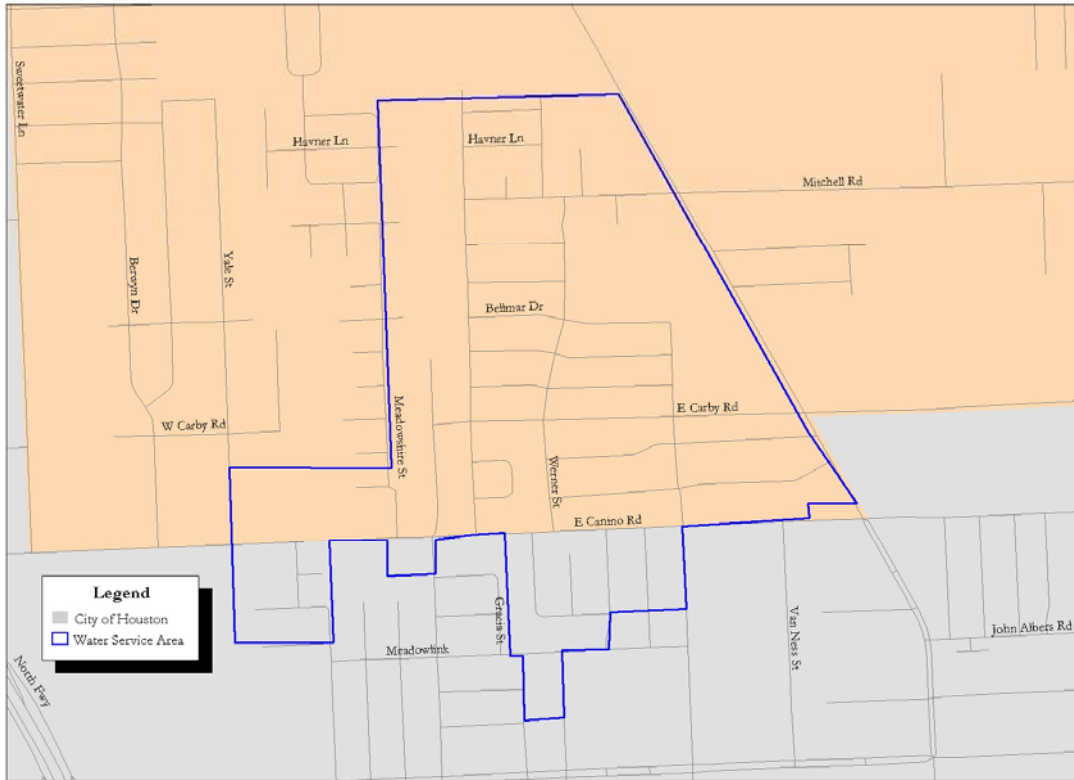 Sweetwater Ln
Havner Ln
Havner Ln
Mitchell Rd
Berwyn Dr
Yale St
Bellmar Dr
Meadowshire St
E Carby Rd
W Carby Rd
Werner St
E Canino Rd
Legend
City of Houston
Water Service Area
Gracia St
Van Ness St
John Albers Rd
Meadowlink
North Fwy